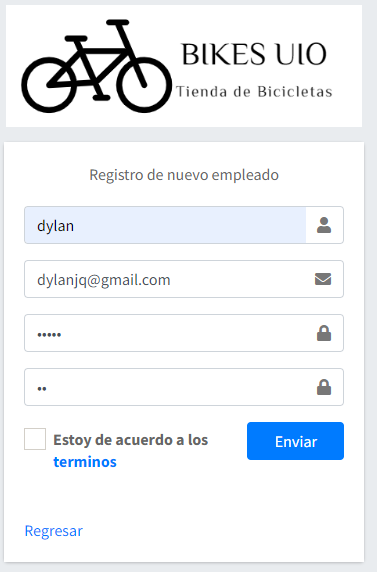 BIKES UIO
Tienda de Bicicletas
Registro de nuevo empleado
dylan
dylanjq@gmail.com
•••••
••
Estoy de acuerdo a los
terminos
Enviar
Regresar